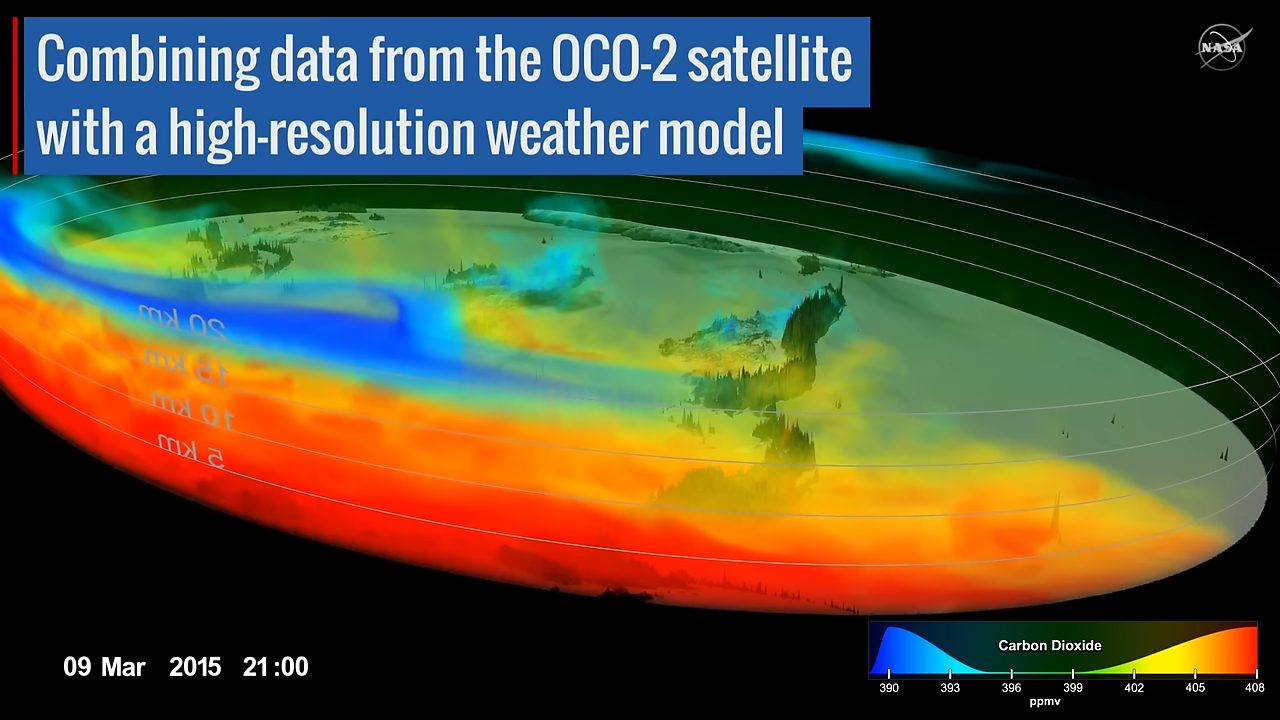 Combining data from the OCO-2 satellite
with a high-resolution weather model
NASA
20 km
15 km
10 km
5 km
09 Mar 2015 21:00
Carbon Dioxide
390 393 396 399 402 405 408
ppmv